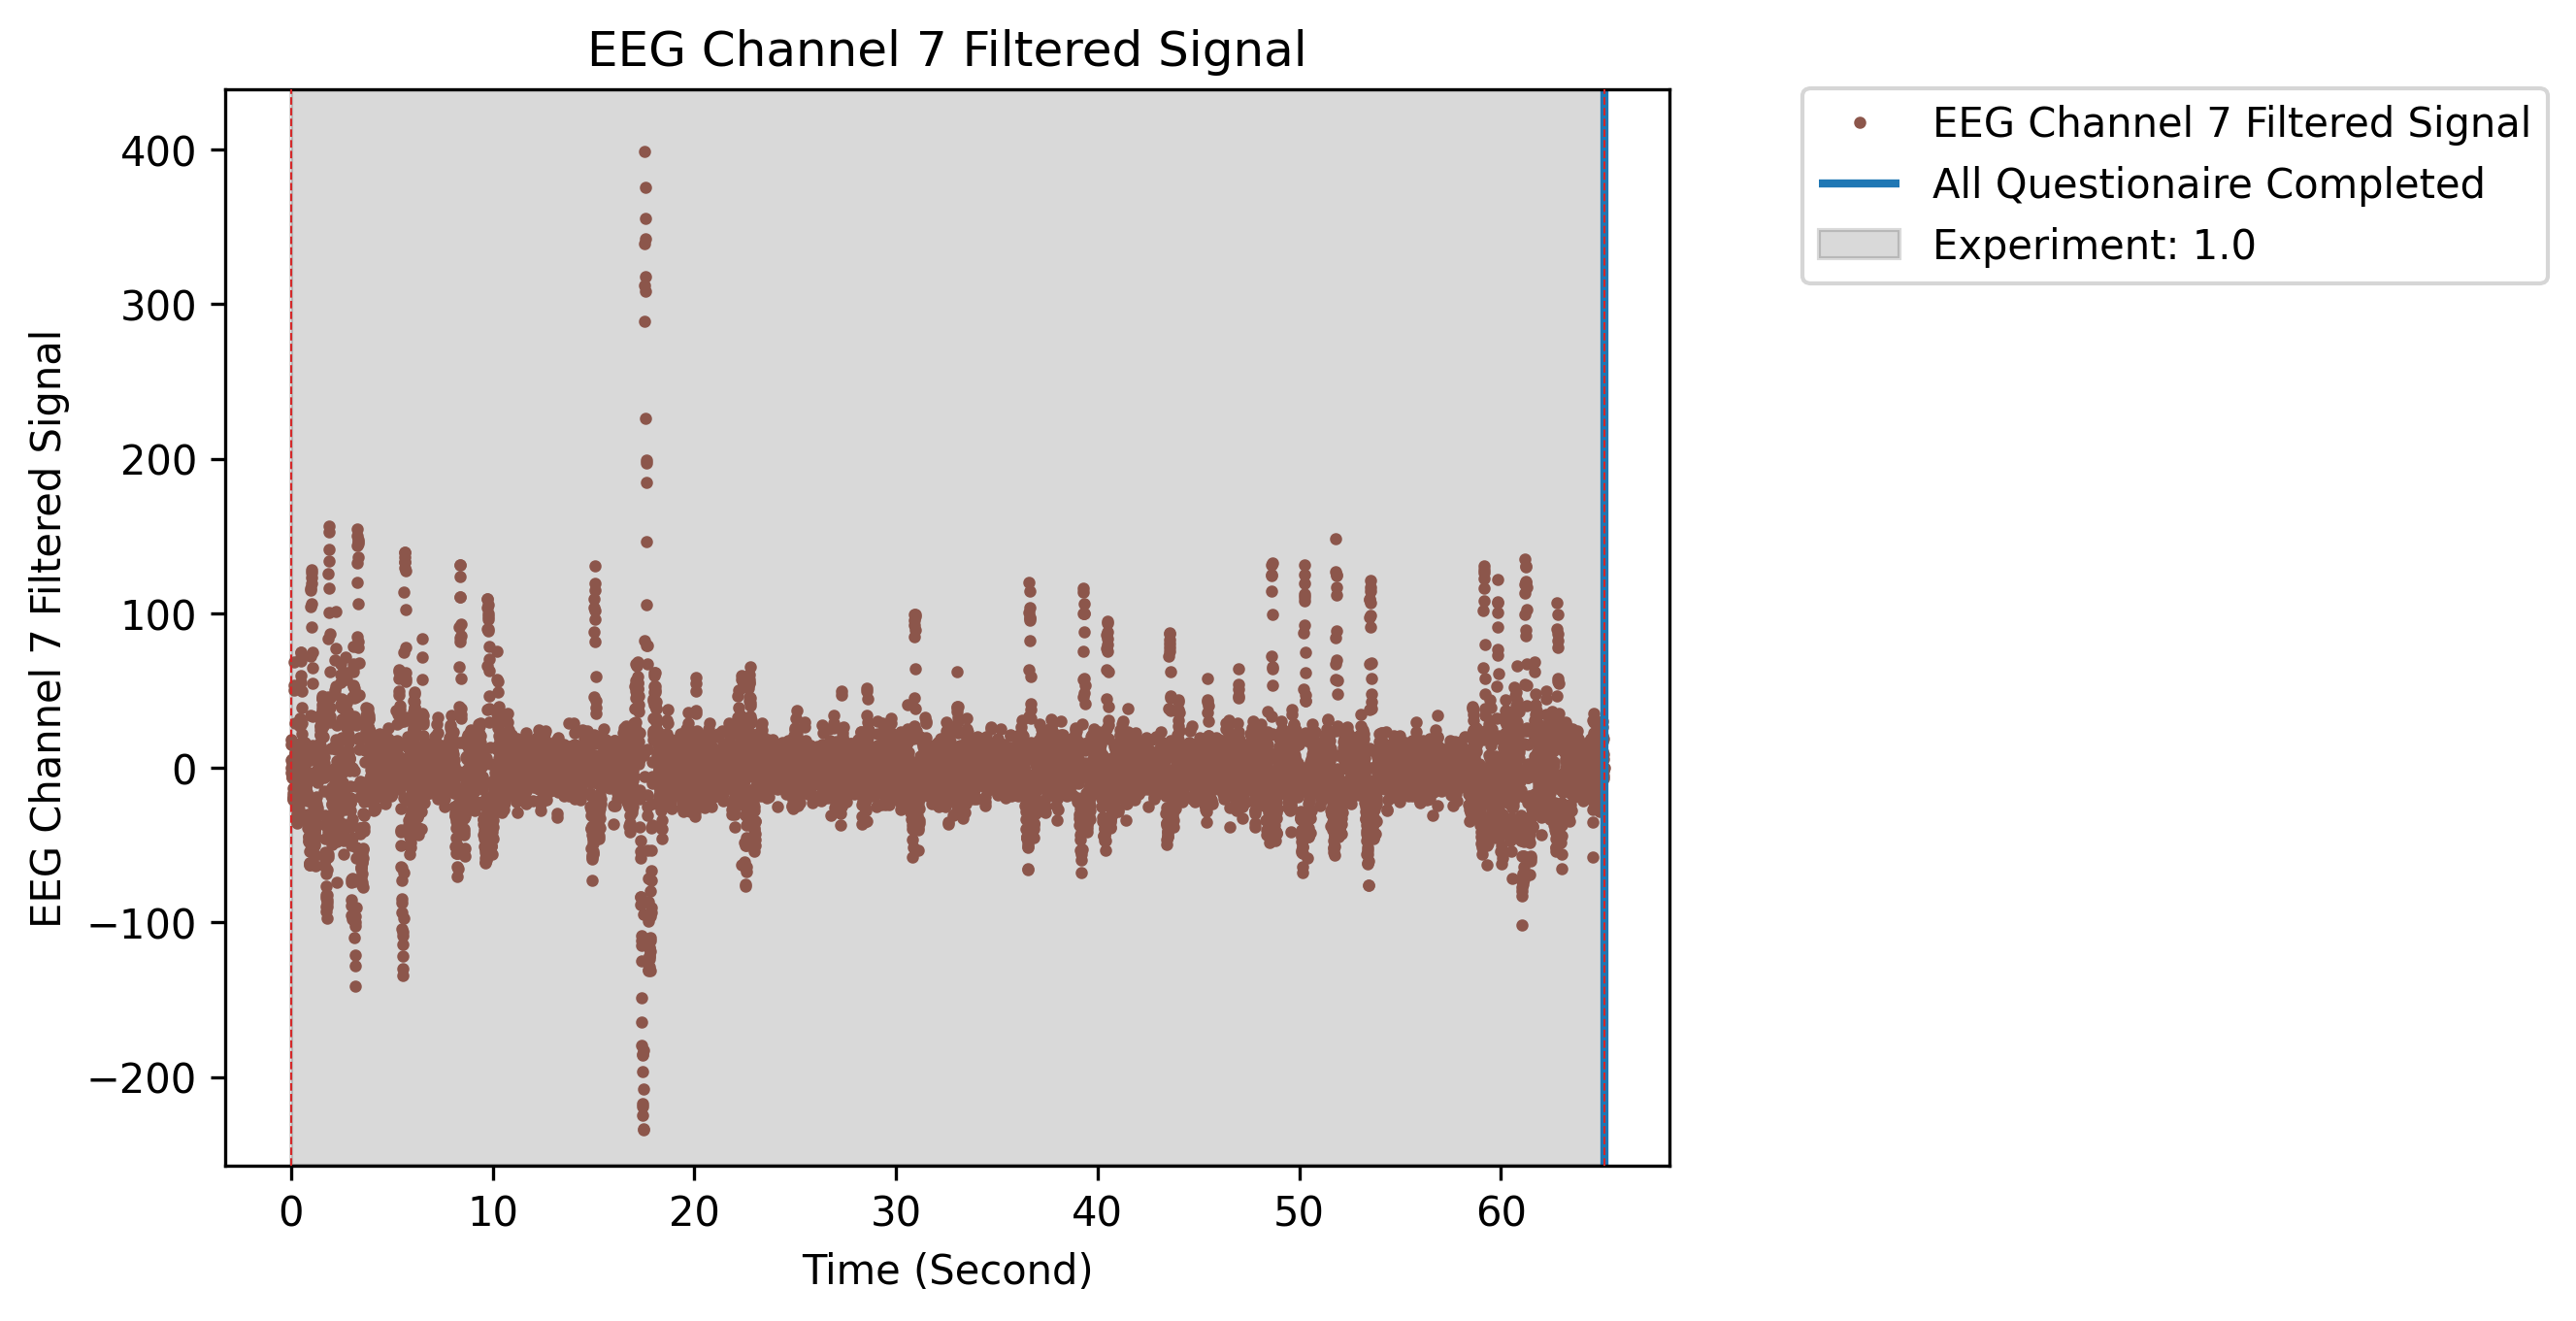 EEG Channel 7 Filtered Signal
EEG Channel 7 Filtered Signal
All Questionaire Completed
Experiment: 1.0
EEG Channel 7 Filtered Signal
400
300
200
100
0
−100
−200
0 10 20 30 40 50 60
Time (Second)